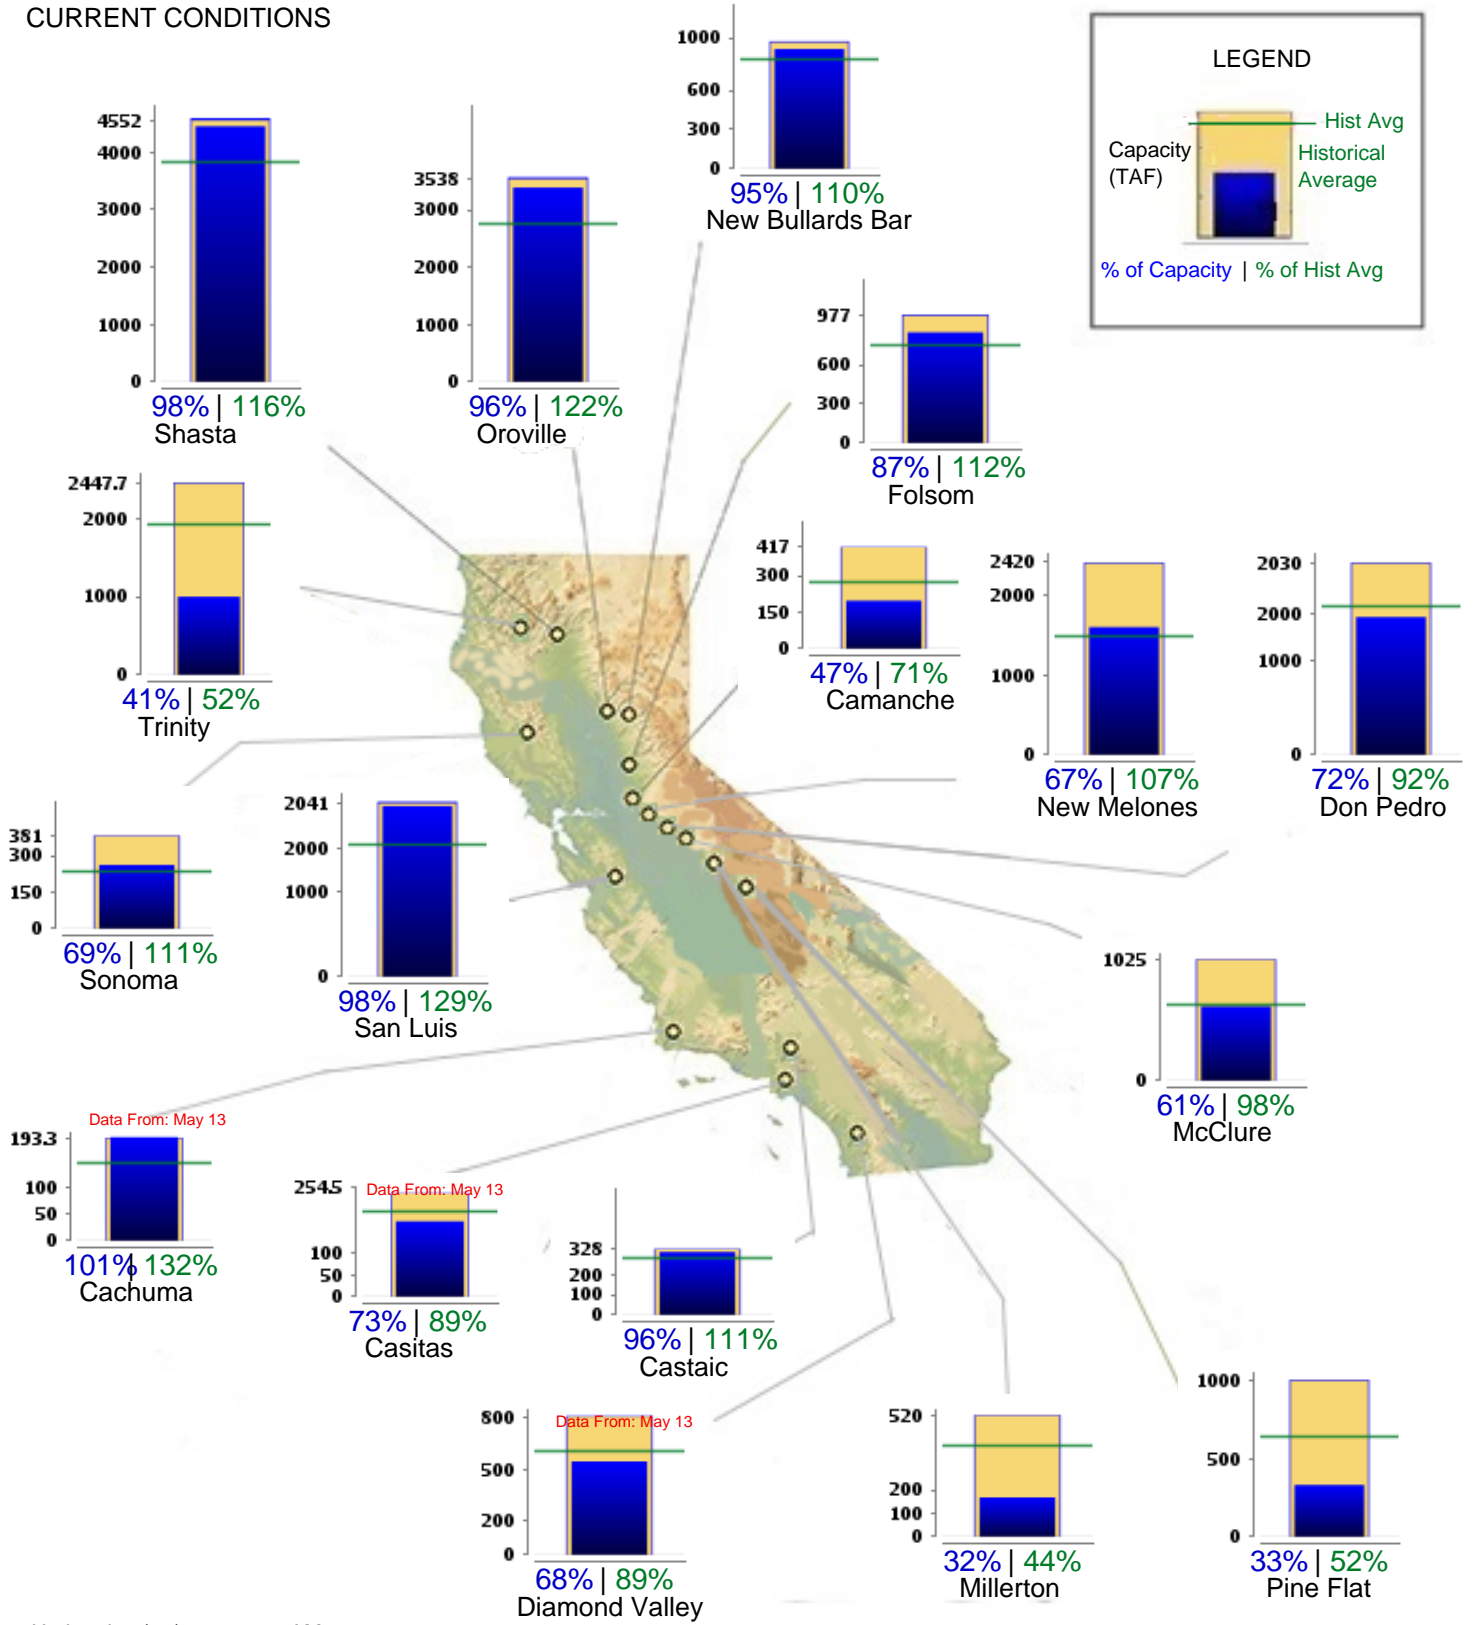 CURRENT CONDITIONS
LEGEND
Hist Avg
Capacity
(TAF)
Historical
Average
% of Capacity | % of Hist Avg
1000
600
300
0
95% | 110%
New Bullards Bar
4552
4000
3000
2000
1000
0
98% | 116%
Shasta
3538
3000
2000
1000
0
96% | 122%
Oroville
977
600
300
0
87% | 112%
Folsom
2447.7
2000
1000
0
41% | 52%
Trinity
417
300
150
0
47% | 71%
Camanche
2420
2000
1000
0
67% | 107%
New Melones
2030
2000
1000
0
72% | 92%
Don Pedro
381
300
150
0
69% | 111%
Sonoma
2041
2000
1000
0
98% | 129%
San Luis
1025
0
61% | 98%
McClure
Data From: May 13
193.3
100
50
0
101% | 132%
Cachuma
254.5
Data From: May 13
100
50
0
73% | 89%
Casitas
328
200
100
0
96% | 111%
Castaic
800
Data From: May 13
500
200
0
68% | 89%
Diamond Valley
520
200
100
0
32% | 44%
Millerton
1000
500
0
33% | 52%
Pine Flat